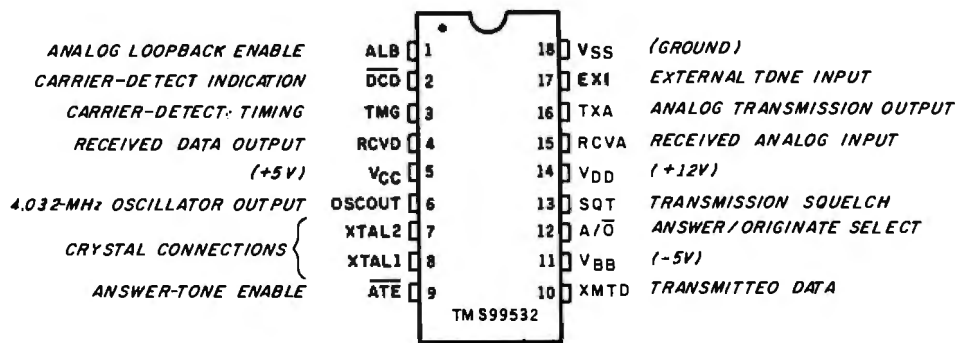 ANALOG LOOPBACK ENABLE ALB 1 18 VSS (GROUND)
CARRIER-DETECT INDICATION DCD 2 17 EXI EXTERNAL TONE INPUT
CARRIER-DETECT: TIMING TMG 3 16 TXA ANALOG TRANSMISSION OUTPUT
RECEIVED DATA OUTPUT RCVD 4 15 RCVA RECEIVED ANALOG INPUT
(+5V) VCC 5 14 VDD (+12V)
4.032-MHz OSCILLATOR OUTPUT OSCOUT 6 13 SQT TRANSMISSION SQUELCH
XTAL2 7 12 A/O ANSWER/ORIGINATE SELECT
CRYSTAL CONNECTIONS
XTAL1 8 11 VBB (-5V)
ANSWER-TONE ENABLE ATE 9 10 XMTD TRANSMITTED DATA
TMS99532